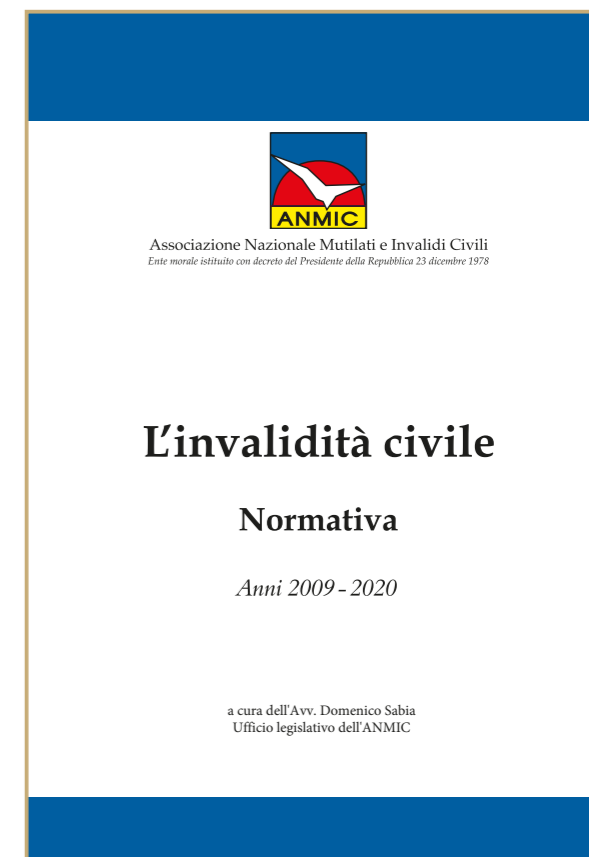 ANMIC
Associazione Nazionale Mutilati e Invalidi Civili
Ente morale istituito con decreto del Presidente della Repubblica 23 dicembre 1978
L'invalidità civile
Normativa
Anni 2009 - 2020
a cura dell'Avv. Domenico Sabia
Ufficio legislativo dell'ANMIC